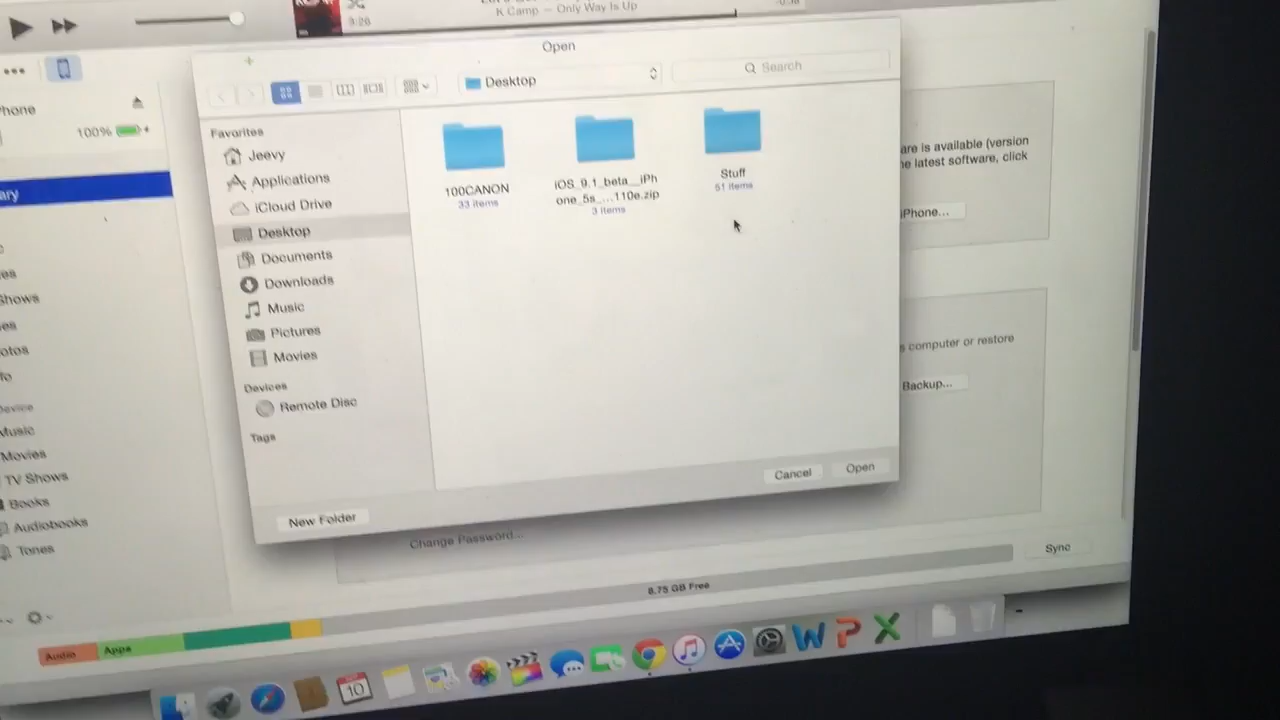 K Camp — Only Way Is Up
3:26
-0:18
Open
Desktop
Search
hone
100%
Favorites
Jeevy
Applications
iCloud Drive
Desktop
Documents
Downloads
Music
Pictures
Movies
Devices
Remote Disc
Tags
100CANON
33 items
iOS_9.1_beta__iPh
one_5s_...110e.zip
3 items
Stuff
51 items
are is available (version
he latest software, click
iPhone...
s computer or restore
Backup...
ary
Shows
Music
Movies
TV Shows
Books
Audiobooks
Tones
Cancel
Open
New Folder
Change Password...
Sync
8.75 GB Free
Audio
Apps
10